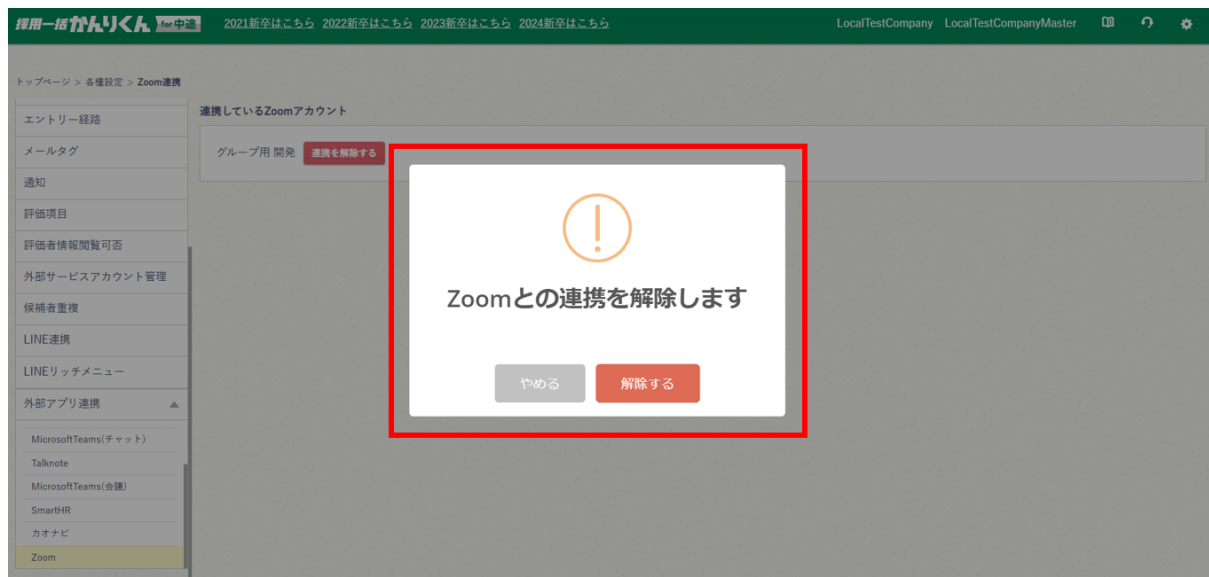 採用一括かんりくん for中途 2021新卒はこちら 2022新卒はこちら 2023新卒はこちら 2024新卒はこちら LocalTestCompany LocalTestCompanyMaster
トップページ > 各種設定 > Zoom連携
エントリー経路
メールタグ
通知
評価項目
評価者情報閲覧可否
外部サービスアカウント管理
候補者重複
LINE連携
LINEリッチメニュー
外部アプリ連携
MicrosoftTeams(チャット)
Talknote
MicrosoftTeams(会議)
SmartHR
カオナビ
Zoom
連携しているZoomアカウント
グループ用 開発 連携を解除する
Zoomとの連携を解除します
やめる 解除する